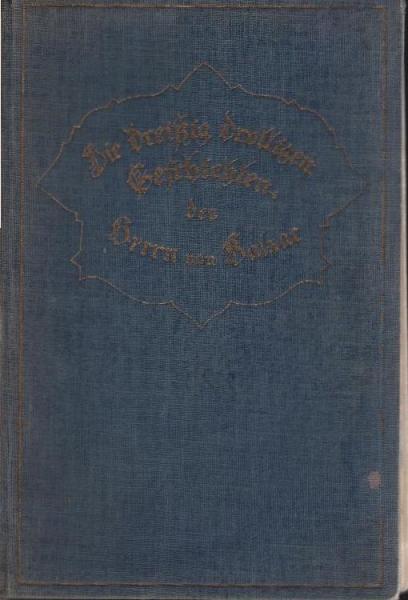 Die dreißig drolligen
Geschichten
des
Herrn von Balzac